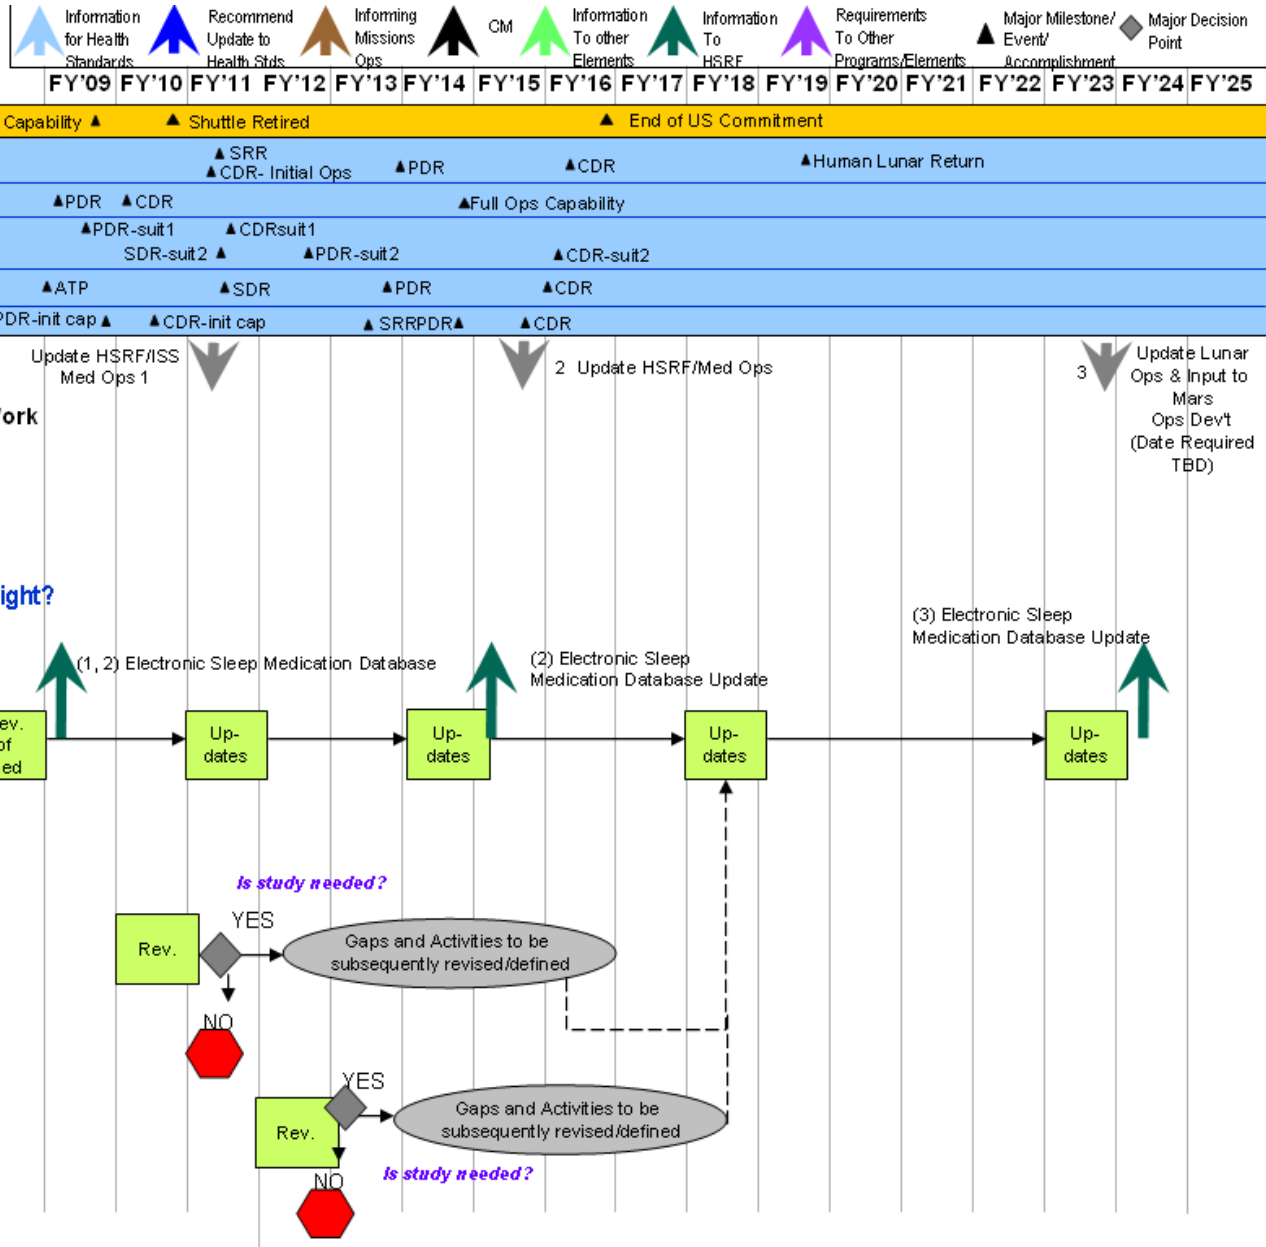 Information
for Health
Standards
Recommend
Update to
Health Stds
Informing
Missions
Ops
CM
Information
To other
Elements
Information
To
HSRF
Requirements
To Other
Programs/Elements
Major Milestone/
Event/
Accomplishment
Major Decision
Point
FY'09 FY'10 FY'11 FY'12 FY'13 FY'14 FY'15 FY'16 FY'17 FY'18 FY'19 FY'20 FY'21 FY'22 FY'23 FY'24 FY'25
Capability Shuttle Retired End of US Commitment
SRR
CDR- Initial Ops PDR CDR Human Lunar Return
PDR CDR Full Ops Capability
PDR-suit1 CDRsuit1
SDR-suit2 PDR-suit2 CDR-suit2
ATP SDR PDR CDR
PDR-init cap CDR-init cap SRRPDR CDR
Update HSRF/ISS
Med Ops 1
2 Update HSRF/Med Ops
3
Update Lunar
Ops & Input to
Mars
Ops Dev't
(Date Required
TBD)
ork
ight?
(1, 2) Electronic Sleep Medication Database
(2) Electronic Sleep
Medication Database Update
(3) Electronic Sleep
Medication Database Update
ev.
of
ed
Up-
dates
Up-
dates
Up-
dates
Up-
dates
Is study needed?
YES
Rev.
Gaps and Activities to be
subsequently revised/defined
NO
YES
Rev.
Gaps and Activities to be
subsequently revised/defined
Is study needed?
NO